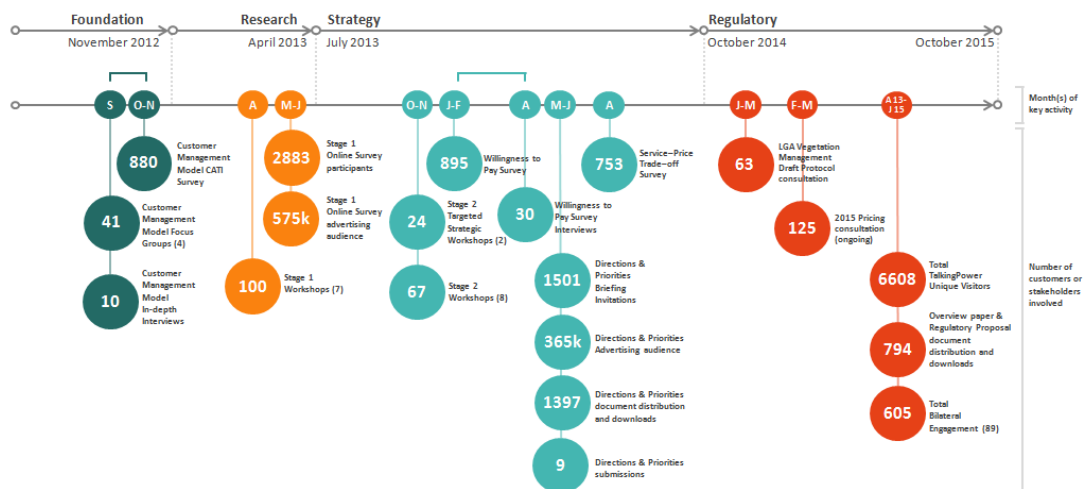 Foundation
Research
Strategy
Regulatory
November 2012
April 2013
July 2013
October 2014
October 2015
S
O-N
A
M-J
O-N
J-F
A
M-J
A
J-M
F-M
A13-
J15
Month(s) of
key activity
880
Customer
Management
Model CATI
Survey
41
Customer
Management
Model Focus
Groups (4)
10
Customer
Management
Model
In-depth
Interviews
2883
Stage 1
Online Survey
participants
575k
Stage 1
Online Survey
advertising
audience
100
Stage 1
Workshops (7)
895
Willingness to
Pay Survey
24
Stage 2
Targeted
Strategic
Workshops (2)
67
Stage 2
Workshops (8)
30
Willingness to
Pay Survey
Interviews
753
Service–Price
Trade–off
Survey
1501
Directions &
Priorities
Briefing
Invitations
365k
Directions & Priorities
Advertising audience
1397
Directions & Priorities
document distribution
and downloads
9
Directions & Priorities
submissions
63
LGA Vegetation
Management
Draft Protocol
consultation
125
2015 Pricing
consultation
(ongoing)
6608
Total
TalkingPower
Unique Visitors
794
Overview paper &
Regulatory Proposal
document
distribution and
downloads
605
Total
Bilateral
Engagement (89)
Number of
customers or
stakeholders
involved